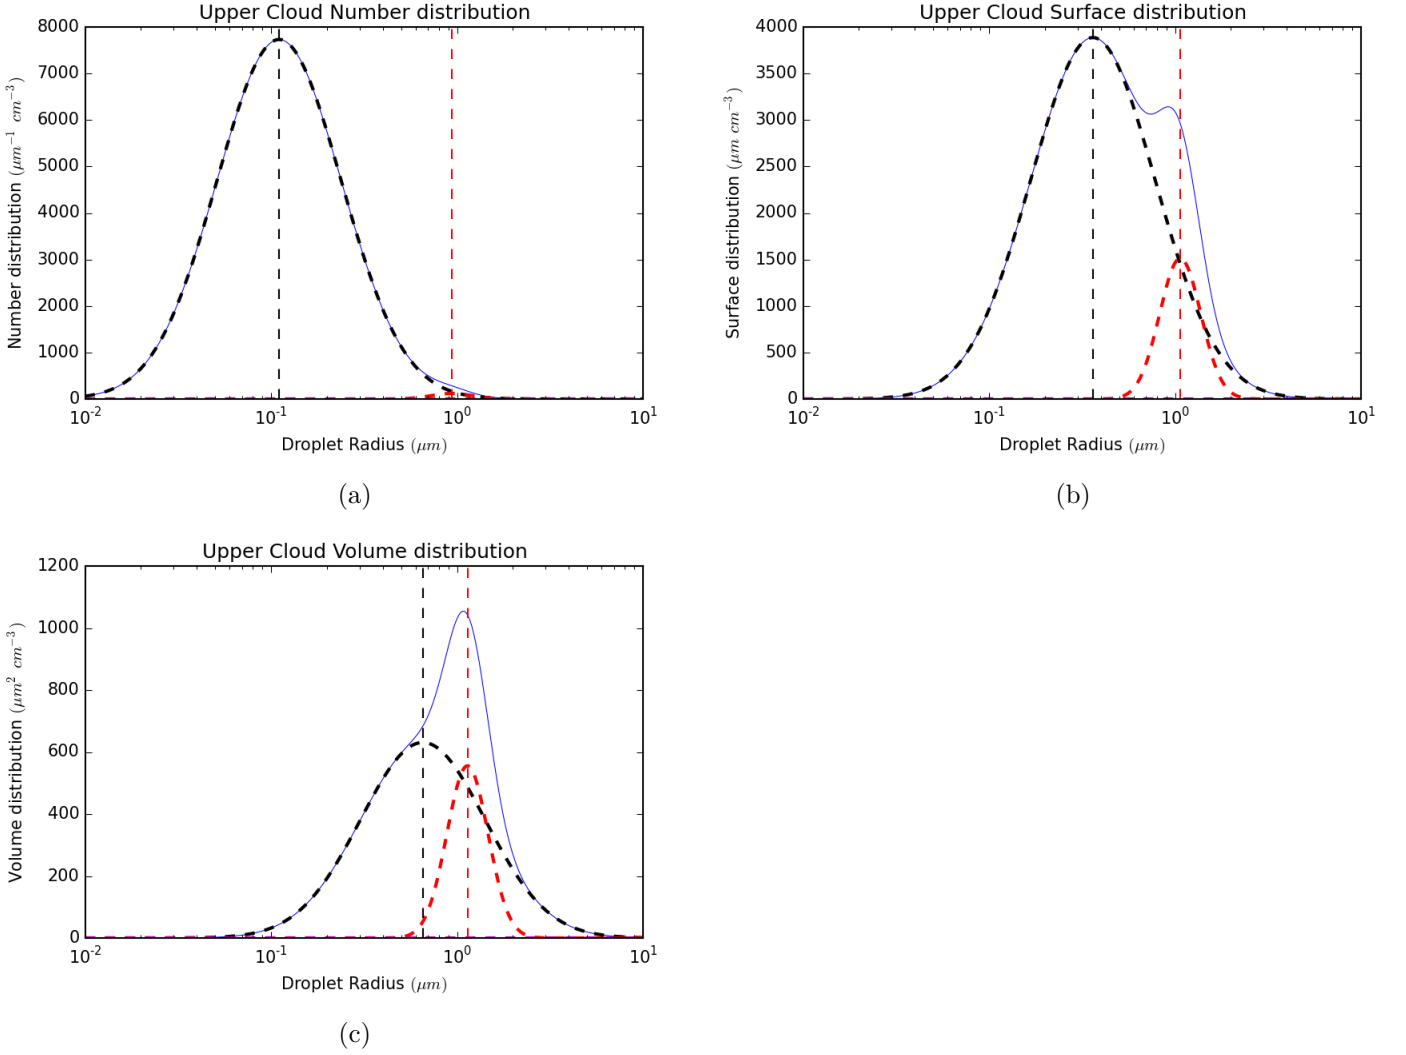 Upper Cloud Number distribution
8000
7000
6000
5000
4000
3000
2000
1000
0
Number distribution (μm⁻¹ cm⁻³)
10⁻² 10⁻¹ 10⁰ 10¹
Droplet Radius (μm)
(a)
Upper Cloud Surface distribution
4000
3500
3000
2500
2000
1500
1000
500
0
Surface distribution (μm cm⁻³)
10⁻² 10⁻¹ 10⁰ 10¹
Droplet Radius (μm)
(b)
Upper Cloud Volume distribution
1200
1000
800
600
400
200
0
Volume distribution (μm² cm⁻³)
10⁻² 10⁻¹ 10⁰ 10¹
Droplet Radius (μm)
(c)